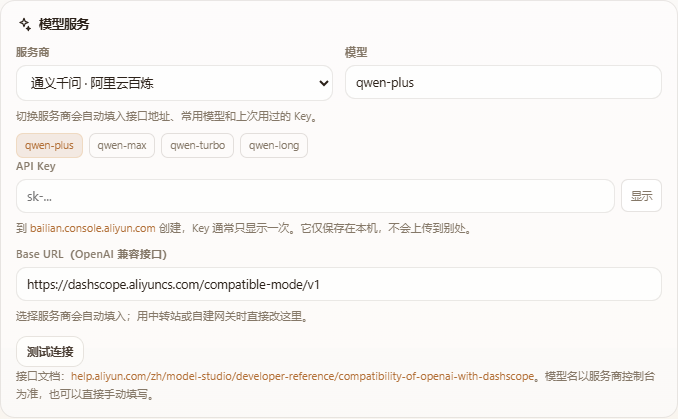 模型服务
服务商
模型
通义千问 · 阿里云百炼
qwen-plus
切换服务商会自动填入接口地址、常用模型和上次用过的 Key。
qwen-plus
qwen-max
qwen-turbo
qwen-long
API Key
sk-...
显示
到 bailian.console.aliyun.com 创建，Key 通常只显示一次。它仅保存在本机，不会上传到别处。
Base URL（OpenAI 兼容接口）
https://dashscope.aliyuncs.com/compatible-mode/v1
选择服务商会自动填入；用中转站或自建网关时直接改这里。
测试连接
接口文档：help.aliyun.com/zh/model-studio/developer-reference/compatibility-of-openai-with-dashscope。模型名以服务商控制台
为准，也可以直接手动填写。